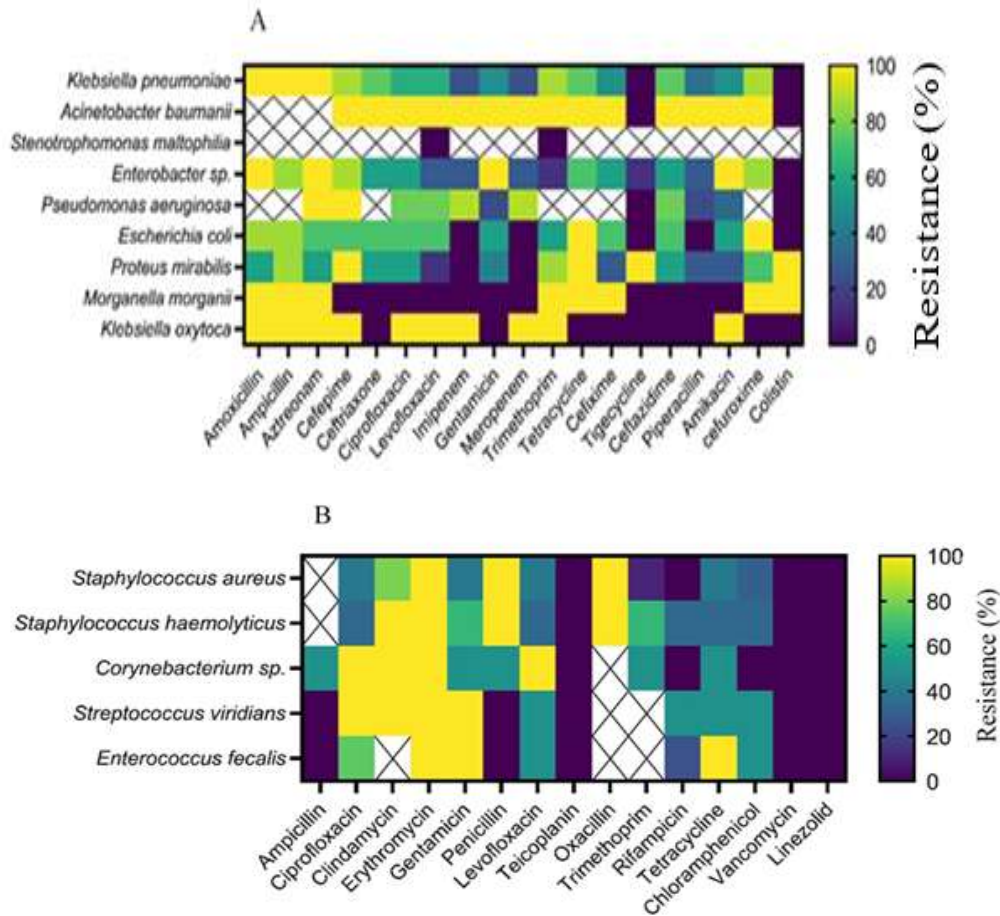 A
Klebsiella pneumoniae
Acinetobacter baumanii
Stenotrophomonas maltophilia
Enterobacter sp.
Pseudomonas aeruginosa
Escherichia coli
Proteus mirabilis
Morganella morganii
Klebsiella oxytoca
100
80
60
40
20
0
Resistance (%)
Amoxicillin
Ampicillin
Aztreonam
Cefepime
Ceftriaxone
Ciprofloxacin
Levofloxacin
Imipenem
Gentamicin
Meropenem
Trimethoprim
Tetracycline
Cefixime
Tigecycline
Ceftazidime
Piperacillin
Amikacin
cefuroxime
Colistin
B
Staphylococcus aureus
Staphylococcus haemolyticus
Corynebacterium sp.
Streptococcus viridians
Enterococcus fecalis
100
80
60
40
20
0
Resistance (%)
Ampicillin
Ciprofloxacin
Clindamycin
Erythromycin
Gentamicin
Penicillin
Levofloxacin
Teicoplanin
Oxacillin
Trimethoprim
Rifampicin
Tetracycline
Chloramphenicol
Vancomycin
Linezolid